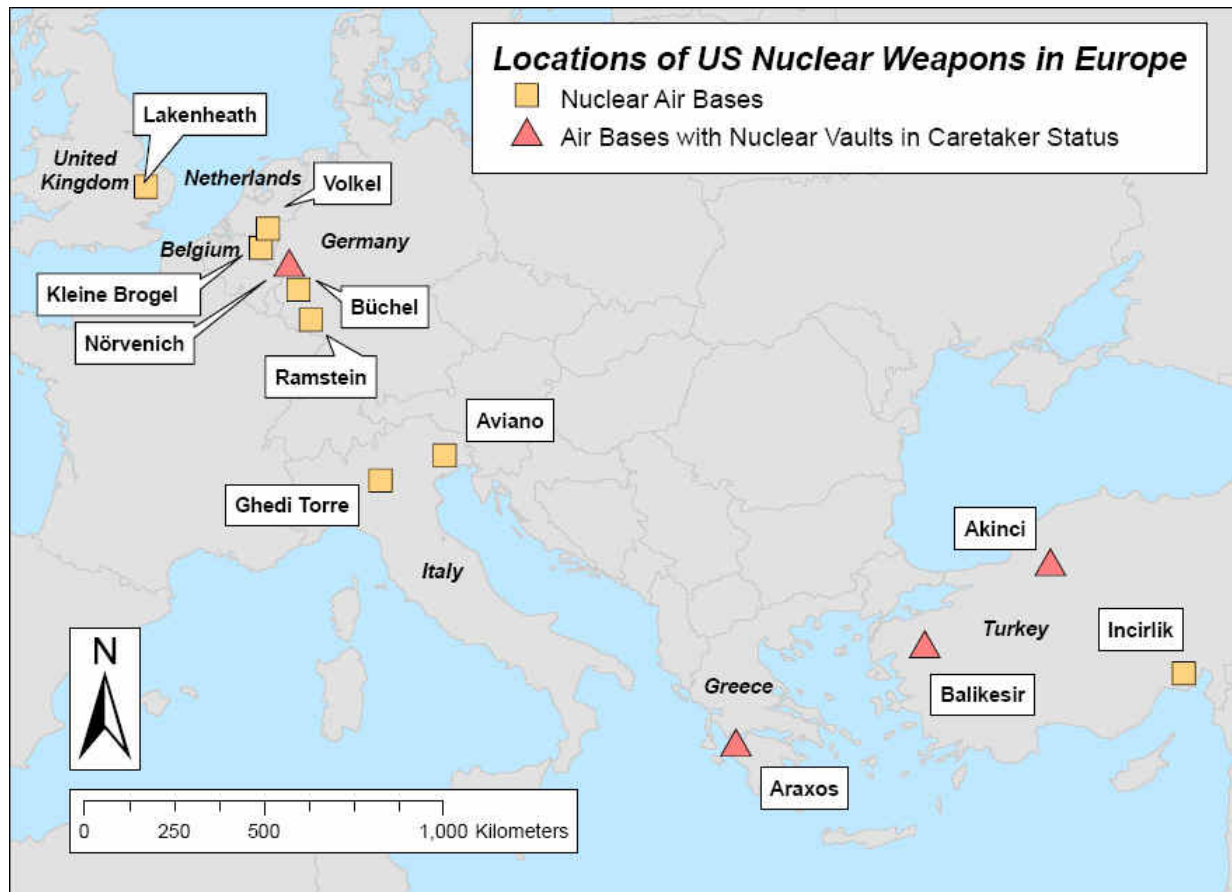 Locations of US Nuclear Weapons in Europe
Nuclear Air Bases
Air Bases with Nuclear Vaults in Caretaker Status
Lakenheath
United
Kingdom
Netherlands
Volkel
Belgium
Germany
Kleine Brogel
Büchel
Nörvenich
Ramstein
Aviano
Ghedi Torre
Italy
Akinci
Turkey
Incirlik
Balikesir
Greece
Araxos
N
0 250 500 1,000 Kilometers